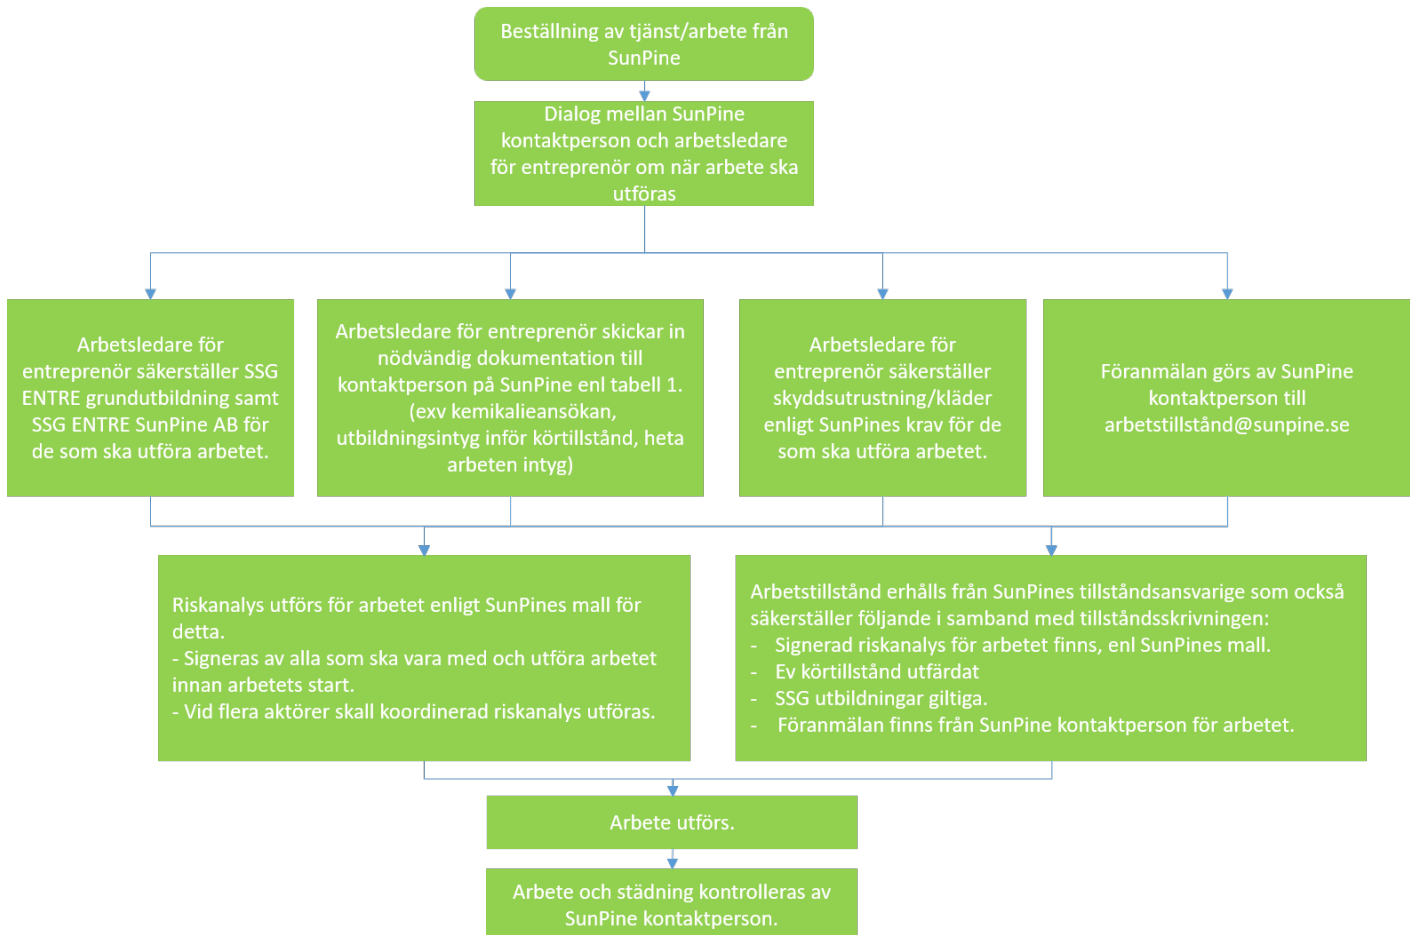 Beställning av tjänst/arbete från
SunPine
Dialog mellan SunPine
kontaktperson och arbetsledare
för entreprenör om när arbete ska
utföras
Arbetsledare för
entreprenör säkerställer SSG
ENTRE grundutbildning samt
SSG ENTRE SunPine AB för
de som ska utföra arbetet.
Arbetsledare för entreprenör skickar in
nödvändig dokumentation till
kontaktperson på SunPine enl tabell 1.
(exv kemikalieansökan,
utbildningsintyg inför körtillstånd, heta
arbeten intyg)
Arbetsledare för
entreprenör säkerställer
skyddsutrustning/kläder
enligt SunPines krav för de
som ska utföra arbetet.
Föranmälan görs av SunPine
kontaktperson till
arbetstillstånd@sunpine.se
Riskanalys utförs för arbetet enligt SunPines mall för
detta.
- Signeras av alla som ska vara med och utföra arbetet
innan arbetets start.
- Vid flera aktörer skall koordinerad riskanalys utföras.
Arbetstillstånd erhålls från SunPines tillståndsansvarige som också
säkerställer följande i samband med tillståndsskrivningen:
- Signerad riskanalys för arbetet finns, enl SunPines mall.
- Ev körtillstånd utfärdat
- SSG utbildningar giltiga.
- Föranmälan finns från SunPine kontaktperson för arbetet.
Arbete utförs.
Arbete och städning kontrolleras av
SunPine kontaktperson.